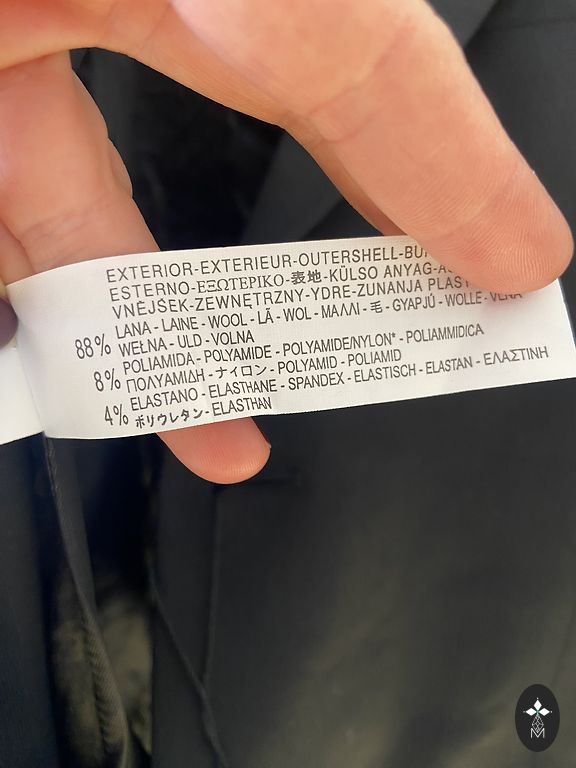 EXTERIOR-EXTERIEUR-OUTERSHELL-
ESTERNO-ΕΞΩΤΕΡΙΚΟ-表地-KÜLSO ANYAG-
VNĚJŠEK-ZEWNĘTRZNY-YDRE-ZUNANJA
88% LANA - LAINE - WOOL - LÃ - WOL - ΜΑΛΛΙ - 毛 - GYAPJÚ - WOLLE - VLNA
WEŁNA - ULD - VOLNA
8% POLIAMIDA - POLYAMIDE - POLYAMIDE/NYLON* - POLIAMMIDICA
ΠΟΛΥΑΜΙΔΗ - ナイロン - POLYAMID - POLIAMID
4% ELASTANO - ELASTHANE - SPANDEX - ELASTISCH - ELASTAN - ΕΛΑΣΤΙΝΗ
ポリウレタン - ELASTHAN
M